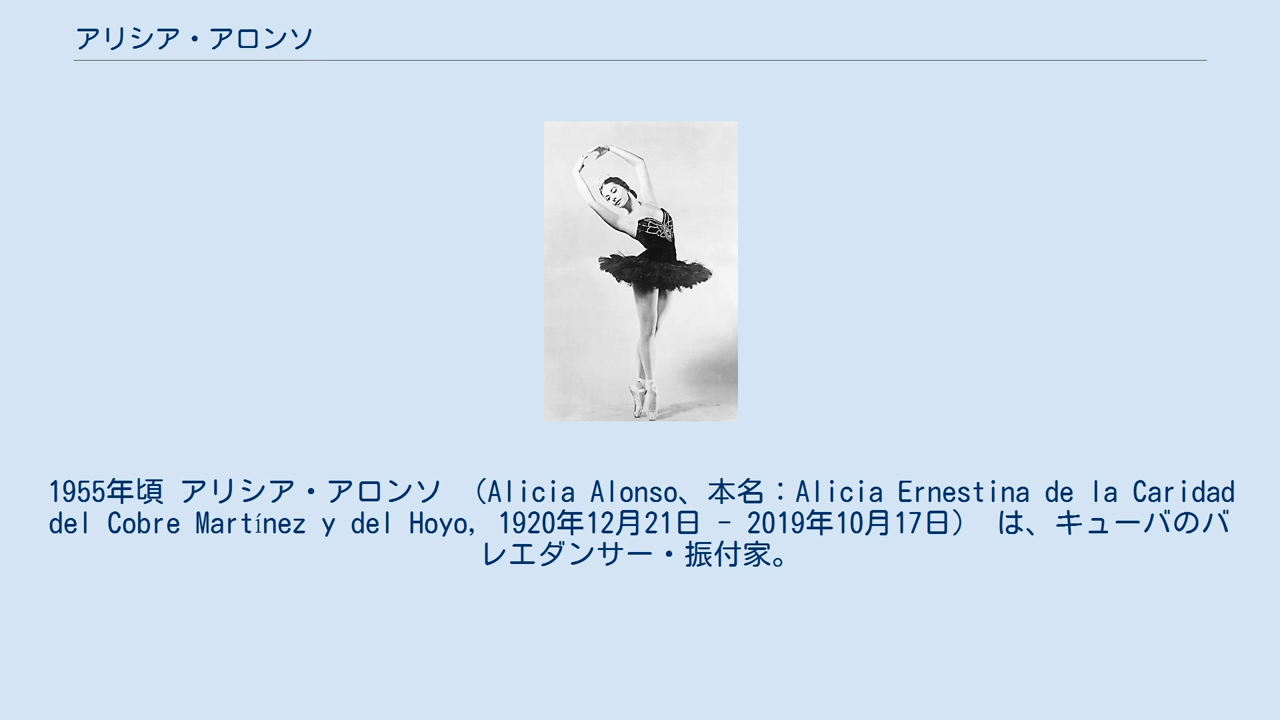 アリシア・アロンソ
1955年頃 アリシア・アロンソ （Alicia Alonso、本名：Alicia Ernestina de la Caridad
del Cobre Martínez y del Hoyo, 1920年12月21日 - 2019年10月17日） は、キューバのバ
レエダンサー・振付家。